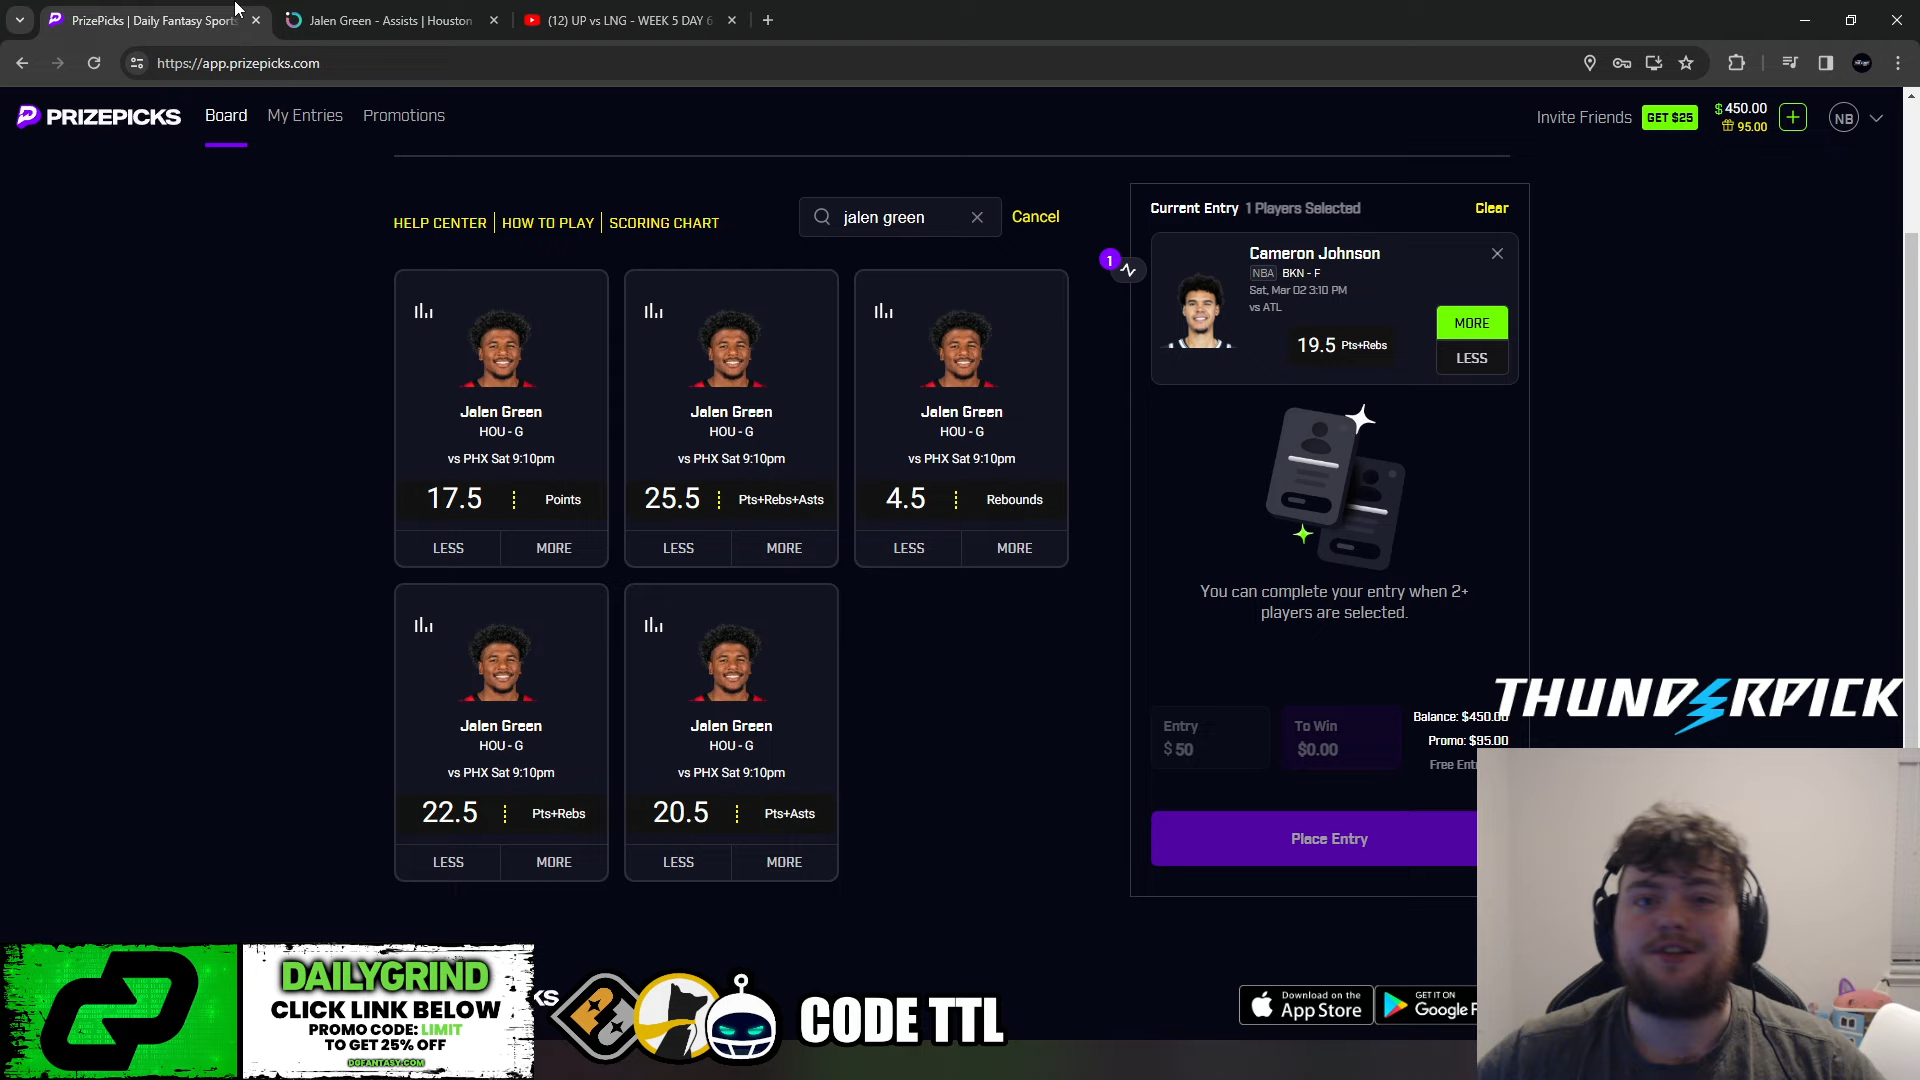 PrizePicks | Daily Fantasy Sports
Jalen Green - Assists | Houston
(12) UP vs LNG - WEEK 5 DAY 6
https://app.prizepicks.com
PRIZEPICKS
Board
My Entries
Promotions
Invite Friends
GET $25
$ 450.00
95.00
NB
HELP CENTER
HOW TO PLAY
SCORING CHART
jalen green
Cancel
Jalen Green
HOU - G
vs PHX Sat 9:10pm
17.5 Points
LESS MORE
Jalen Green
HOU - G
vs PHX Sat 9:10pm
25.5 Pts+Rebs+Asts
LESS MORE
Jalen Green
HOU - G
vs PHX Sat 9:10pm
4.5 Rebounds
LESS MORE
Jalen Green
HOU - G
vs PHX Sat 9:10pm
22.5 Pts+Rebs
LESS MORE
Jalen Green
HOU - G
vs PHX Sat 9:10pm
20.5 Pts+Asts
LESS MORE
Current Entry 1 Players Selected
Clear
1
Cameron Johnson
NBA BKN - F
Sat, Mar 02 3:10 PM
vs ATL
19.5 Pts+Rebs
MORE
LESS
You can complete your entry when 2+
players are selected.
Entry
$ 50
To Win
$0.00
Balance: $450.00
Promo: $95.00
Free
Place Entry
THUNDERPICK
DAILYGRIND
CLICK LINK BELOW
PROMO CODE: LIMIT
TO GET 25% OFF
DGFANTASY.COM
KS
CODE TTL
Download on the
App Store
GET IT ON
Google